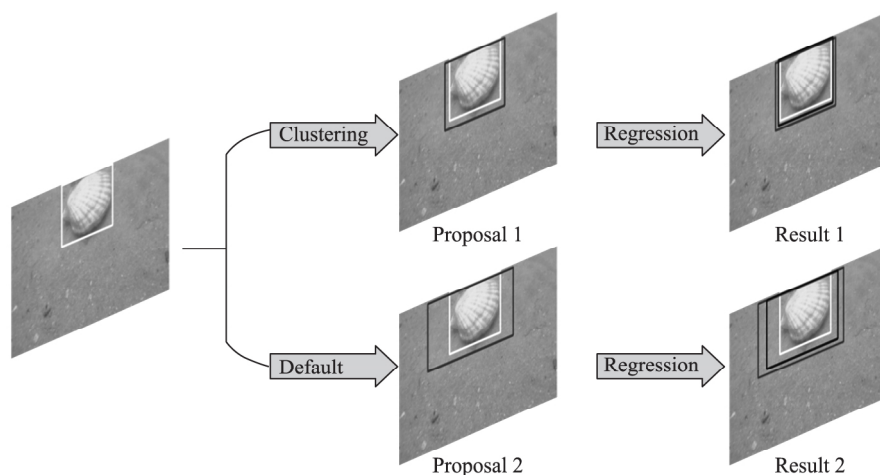 Clustering
Regression
Proposal 1
Result 1
Default
Regression
Proposal 2
Result 2